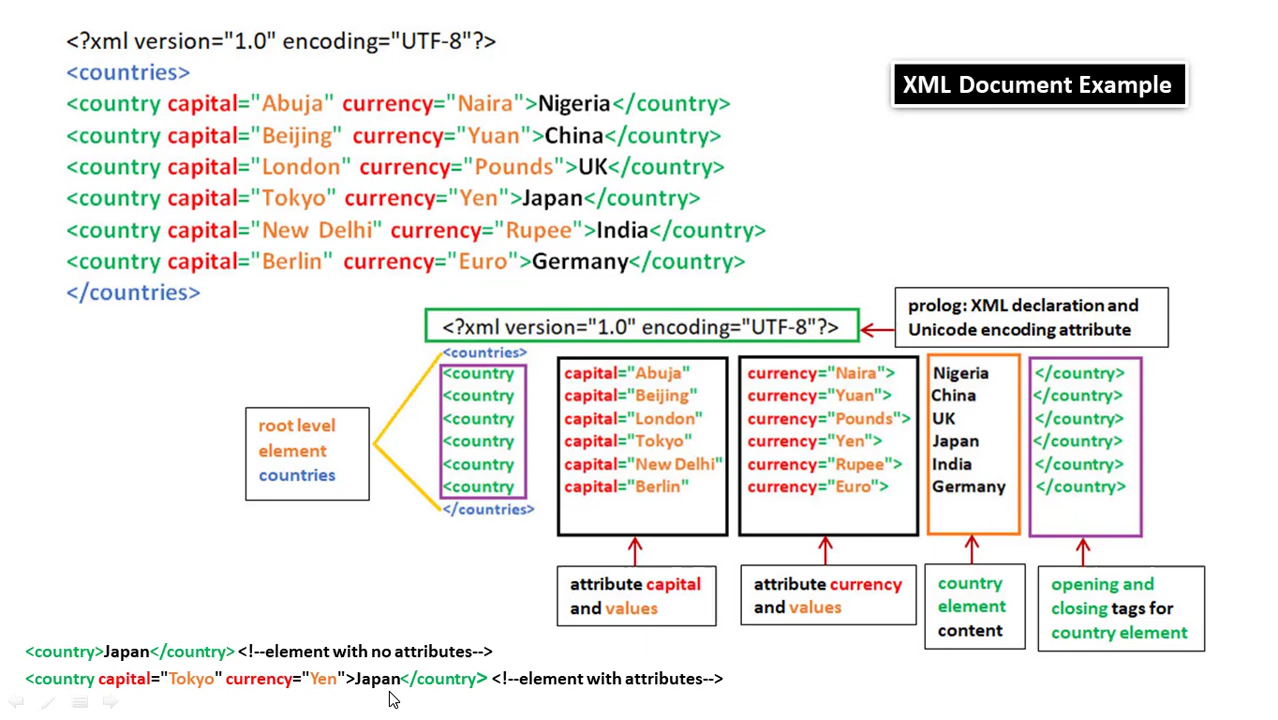 <?xml version="1.0" encoding="UTF-8"?>
<countries>
<country capital="Abuja" currency="Naira">Nigeria</country>
<country capital="Beijing" currency="Yuan">China</country>
<country capital="London" currency="Pounds">UK</country>
<country capital="Tokyo" currency="Yen">Japan</country>
<country capital="New Delhi" currency="Rupee">India</country>
<country capital="Berlin" currency="Euro">Germany</country>
</countries>
XML Document Example
<?xml version="1.0" encoding="UTF-8"?>
prolog: XML declaration and
Unicode encoding attribute
<countries>
<country capital="Abuja" currency="Naira"> Nigeria </country>
<country capital="Beijing" currency="Yuan"> China </country>
<country capital="London" currency="Pounds"> UK </country>
<country capital="Tokyo" currency="Yen"> Japan </country>
<country capital="New Delhi" currency="Rupee"> India </country>
<country capital="Berlin" currency="Euro"> Germany </country>
</countries>
root level
element
countries
attribute capital
and values
attribute currency
and values
country
element
content
opening and
closing tags for
country element
<country>Japan</country> <!--element with no attributes-->
<country capital="Tokyo" currency="Yen">Japan</country> <!--element with attributes-->